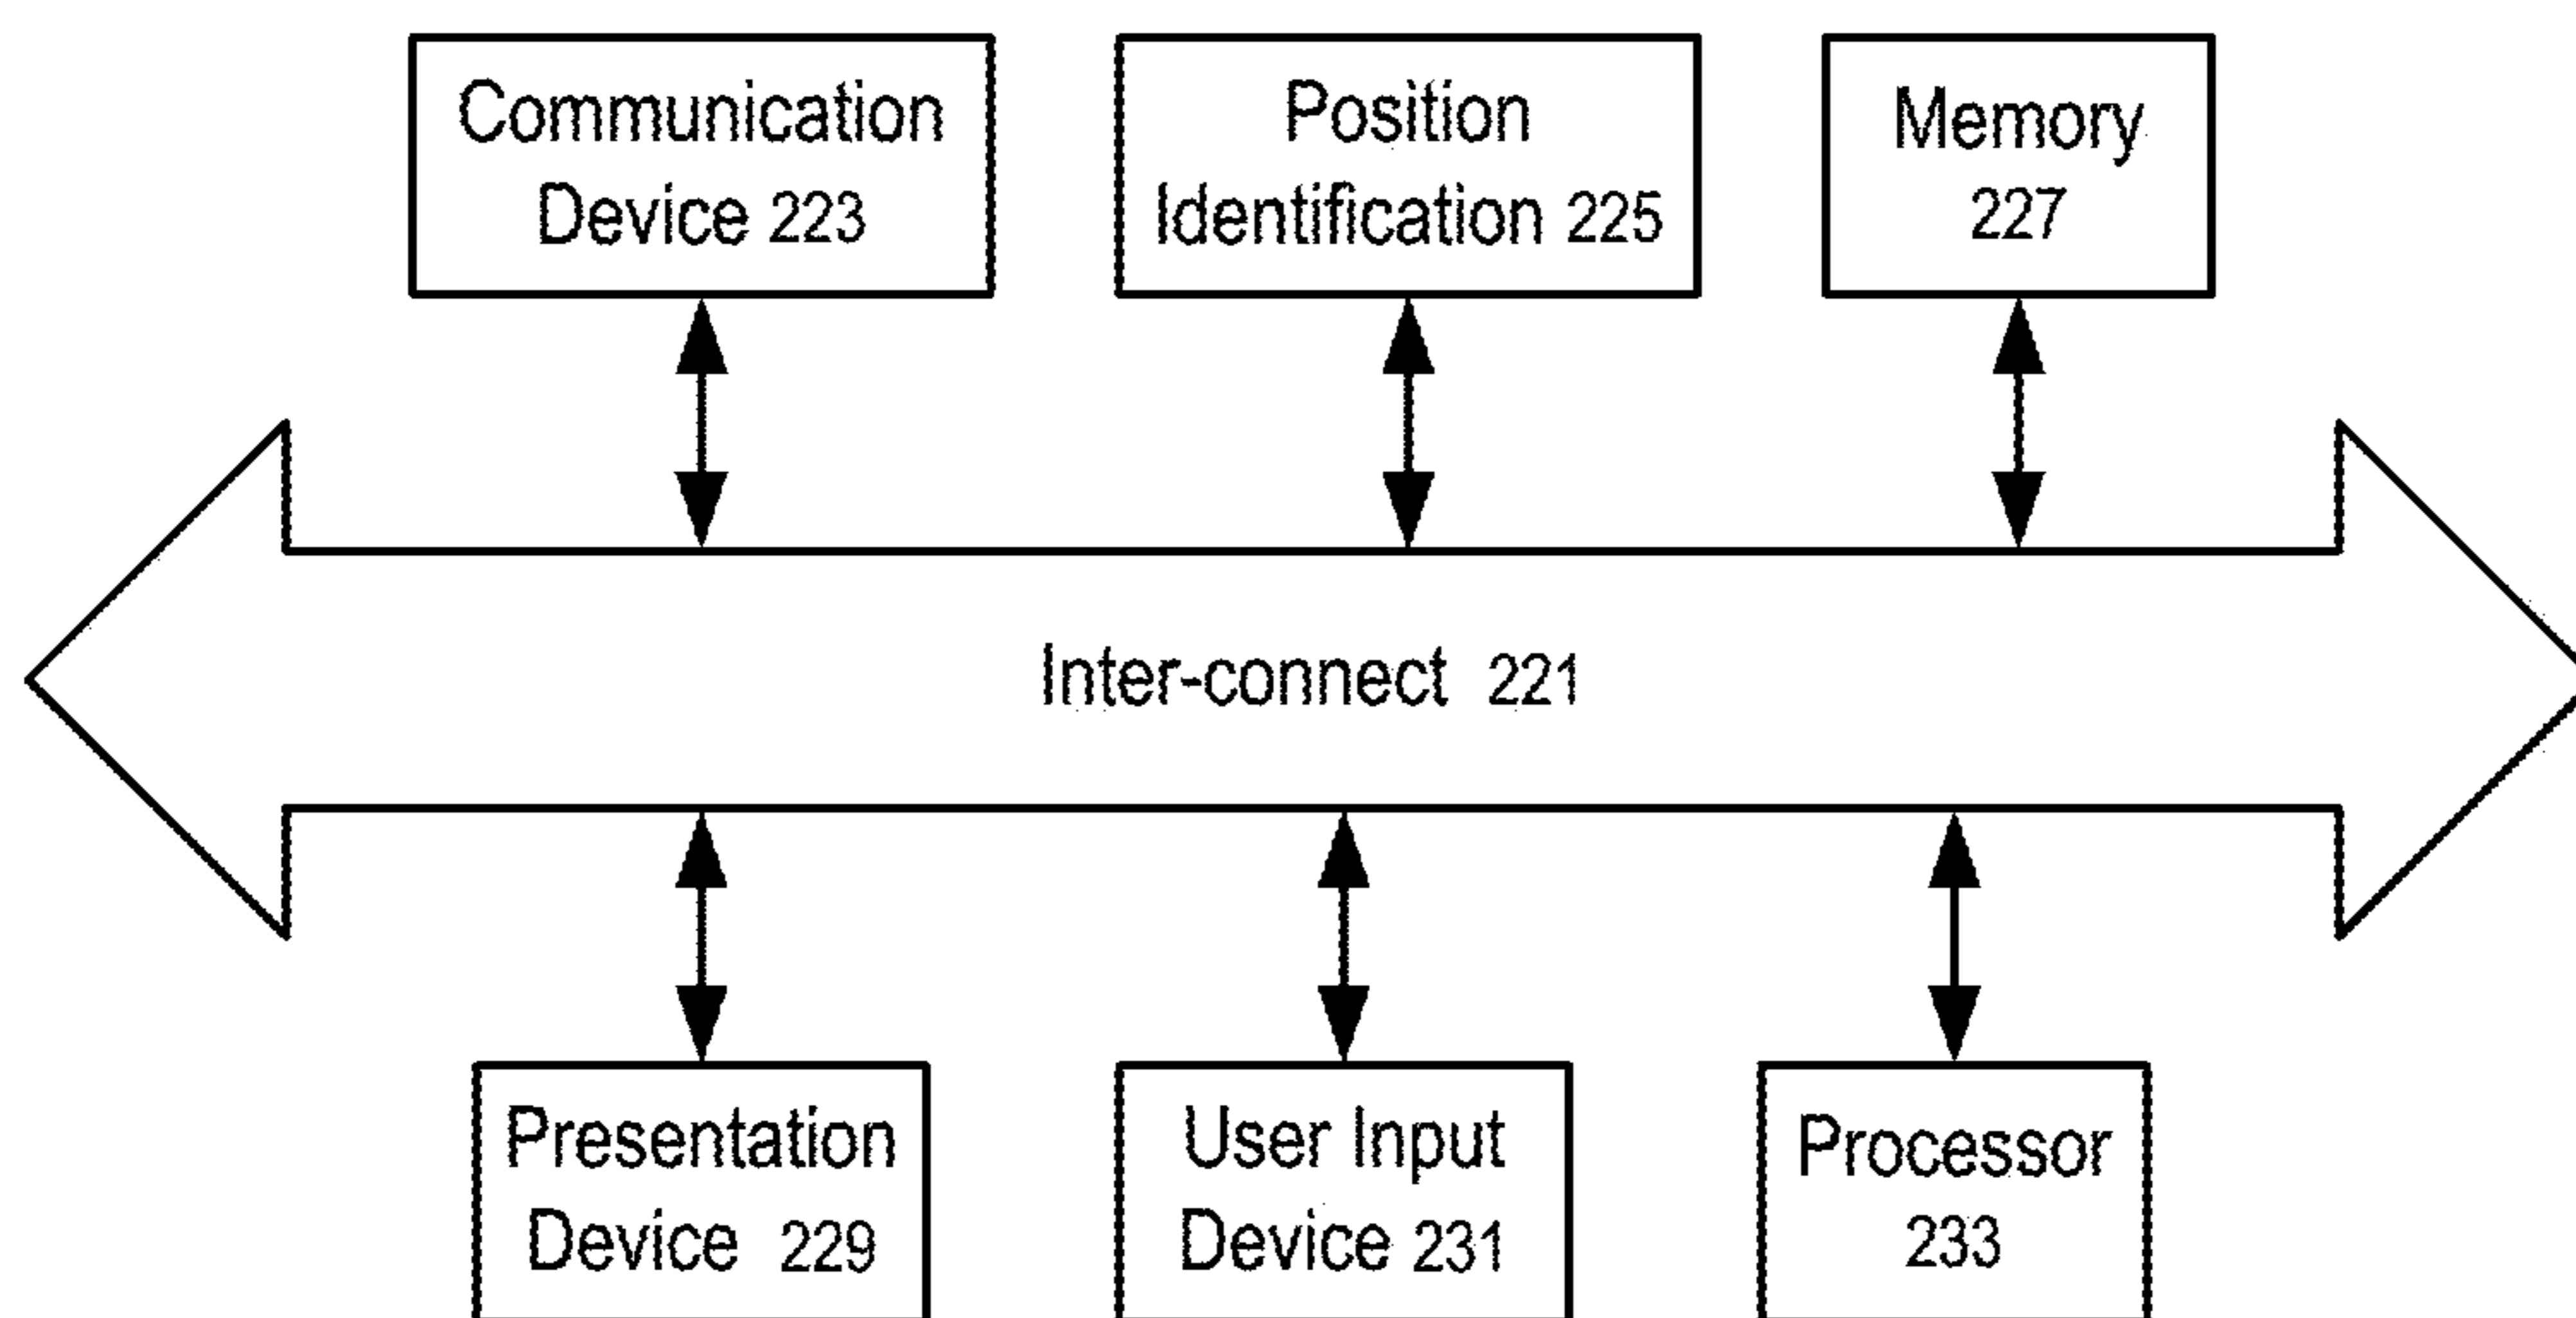 Communication
Device 223
Position
Identification 225
Memory
227
Inter-connect 221
Presentation
Device 229
User Input
Device 231
Processor
233